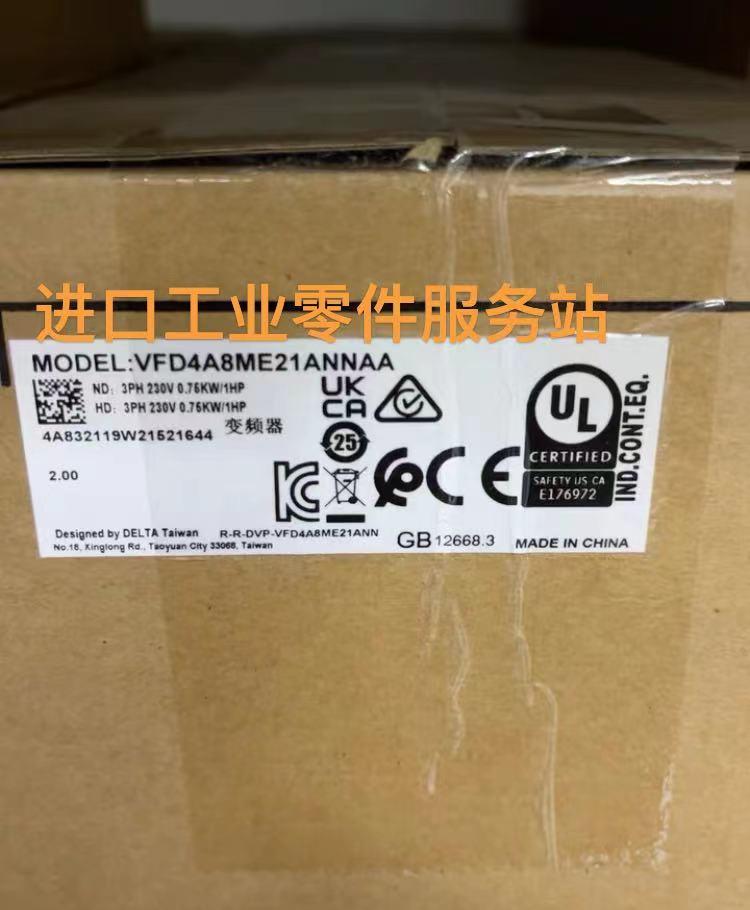 进口工业零件服务站
MODEL:VFD4A8ME21ANNAA
ND: 3PH 230V 0.75KW/1HP
HD: 3PH 230V 0.75KW/1HP
4A832119W21521644 变频器
2.00
UK
CA
25
UL
CERTIFIED
SAFETY US CA
E176972
IND.CONT.EQ.
Designed by DELTA Taiwan R-R-DVP-VFD4A8ME21ANN
No.18, Xinglong Rd., Taoyuan City 33068, Taiwan
GB 12668.3 MADE IN CHINA